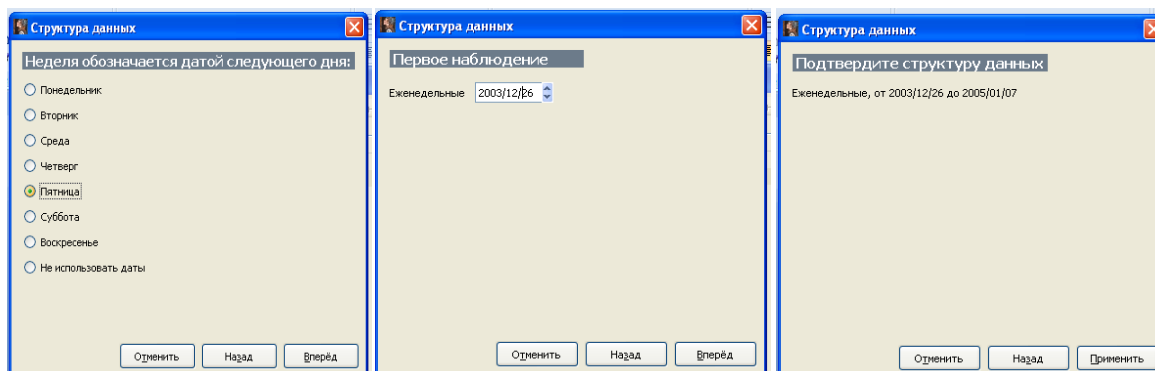 Структура данных
Неделя обозначается датой следующего дня:
Понедельник
Вторник
Среда
Четверг
Пятница
Суббота
Воскресенье
Не использовать даты
Отменить
Назад
Вперёд
Структура данных
Первое наблюдение
Еженедельные 2003/12/26
Отменить
Назад
Вперёд
Структура данных
Подтвердите структуру данных
Еженедельные, от 2003/12/26 до 2005/01/07
Отменить
Назад
Применить